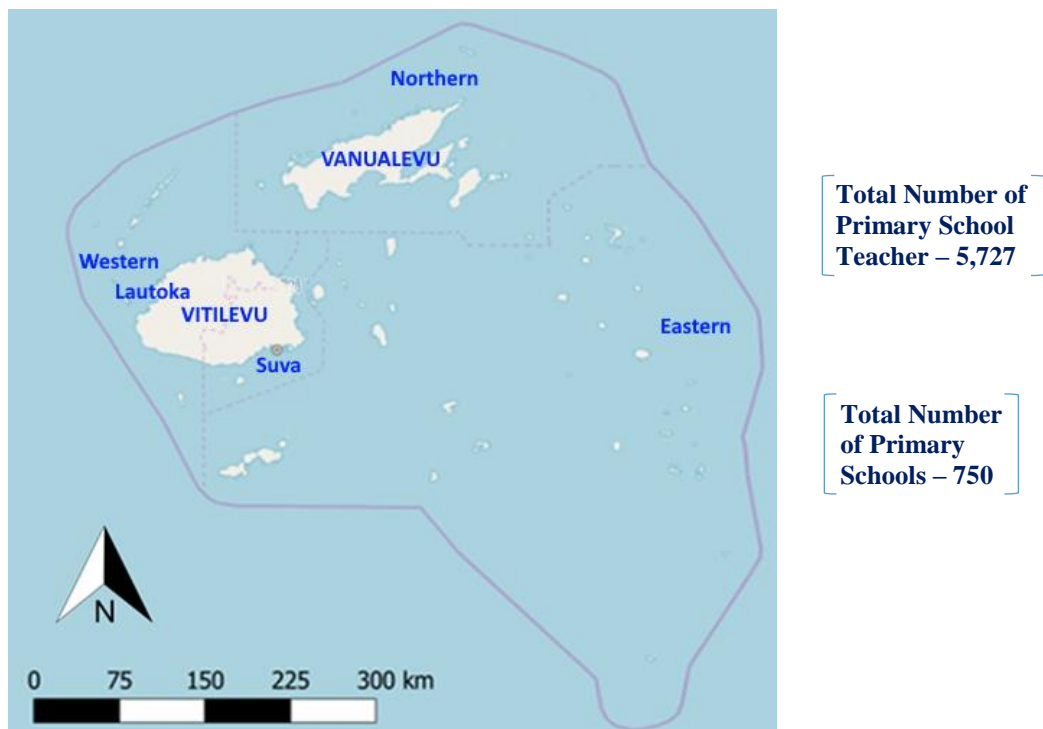 Northern
VANUALEVU
Western
Lautoka
VITILEVU
Suva
Eastern
Total Number of
Primary School
Teacher – 5,727
Total Number
of Primary
Schools – 750
N
0 75 150 225 300 km